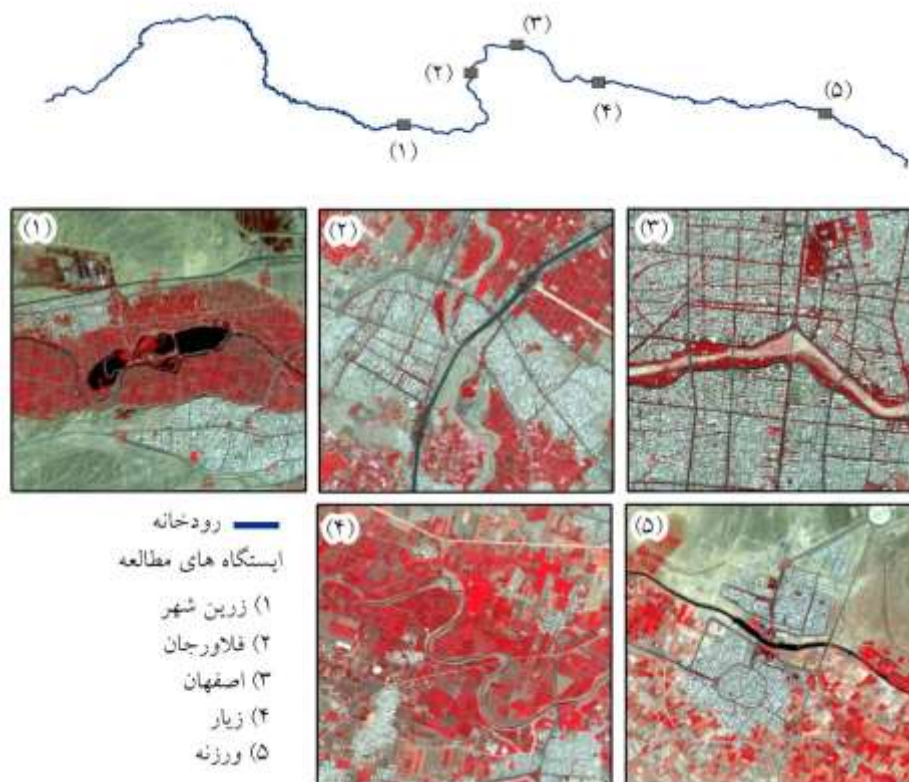 (۳)
(۲)
(۴)
(۵)
(۱)
(۱)
(۲)
(۳)
رودخانه
ایستگاه های مطالعه
۱) زرین شهر
۲) فلاورجان
۳) اصفهان
۴) زیار
۵) ورزنه
(۴)
(۵)